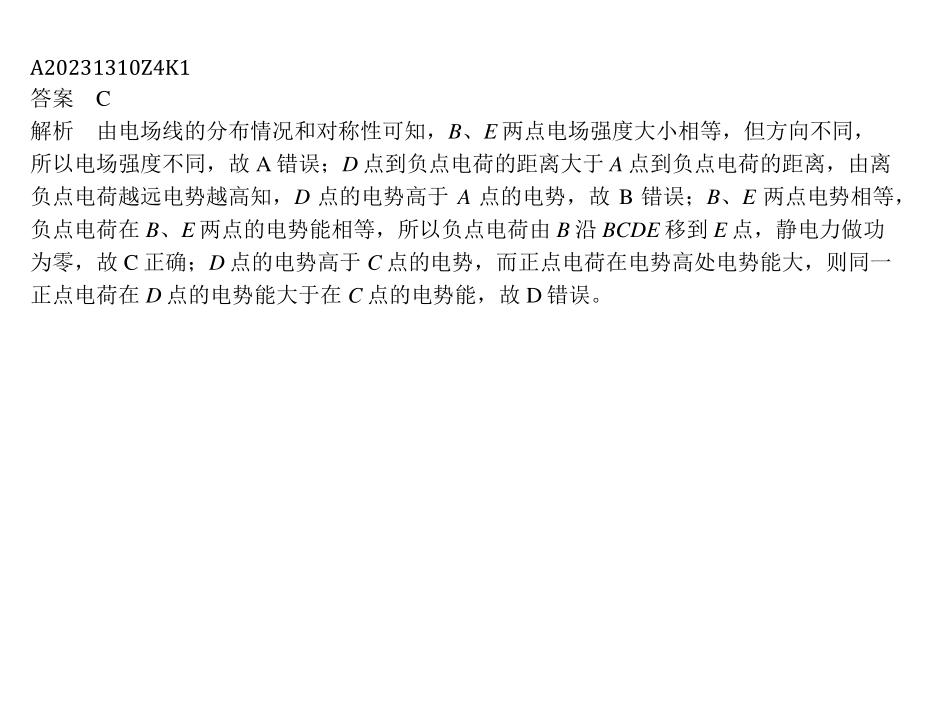 A20231310Z4K1
答案　C
解析　由电场线的分布情况和对称性可知，B、E两点电场强度大小相等，但方向不同，
所以电场强度不同，故 A 错误；D 点到负点电荷的距离大于 A 点到负点电荷的距离，由离
负点电荷越远电势越高知，D 点的电势高于 A 点的电势，故 B 错误；B、E 两点电势相等，
负点电荷在 B、E两点的电势能相等，所以负点电荷由 B 沿 BCDE 移到 E 点，静电力做功
为零，故 C 正确；D 点的电势高于 C 点的电势，而正点电荷在电势高处电势能大，则同一
正点电荷在 D 点的电势能大于在 C 点的电势能，故 D 错误。